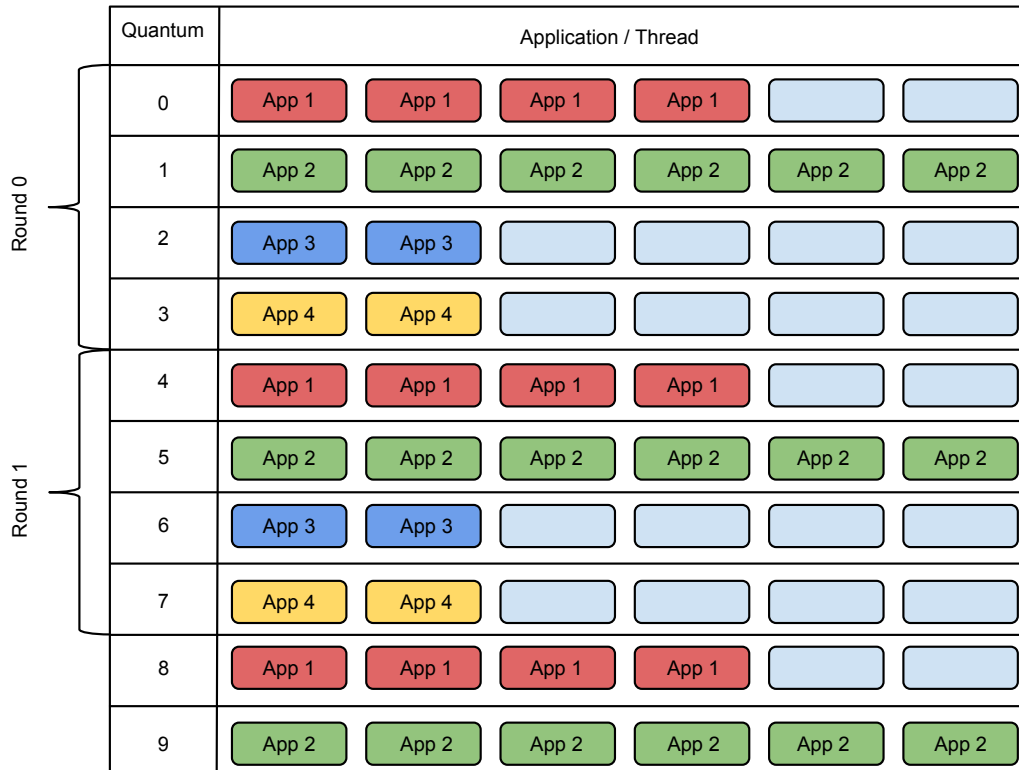 Quantum
Application / Thread
Round 0
0
App 1 App 1 App 1 App 1
1
App 2 App 2 App 2 App 2 App 2 App 2
2
App 3 App 3
3
App 4 App 4
Round 1
4
App 1 App 1 App 1 App 1
5
App 2 App 2 App 2 App 2 App 2 App 2
6
App 3 App 3
7
App 4 App 4
8
App 1 App 1 App 1 App 1
9
App 2 App 2 App 2 App 2 App 2 App 2